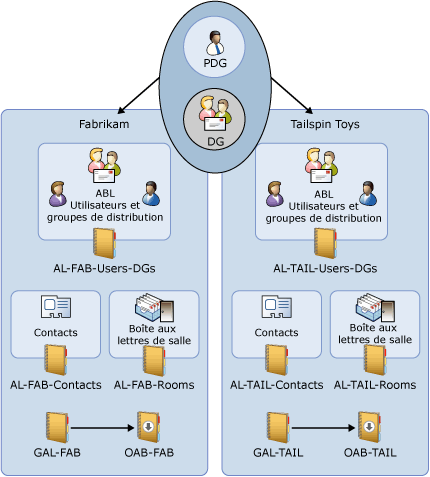 PDG
DG
Fabrikam
ABL
Utilisateurs et
groupes de distribution
AL-FAB-Users-DGs
Contacts
Boîte aux
lettres de salle
AL-FAB-Contacts
AL-FAB-Rooms
GAL-FAB
OAB-FAB
Tailspin Toys
ABL
Utilisateurs et
groupes de distribution
AL-TAIL-Users-DGs
Contacts
Boîte aux
lettres de salle
AL-TAIL-Contacts
AL-TAIL-Rooms
GAL-TAIL
OAB-TAIL